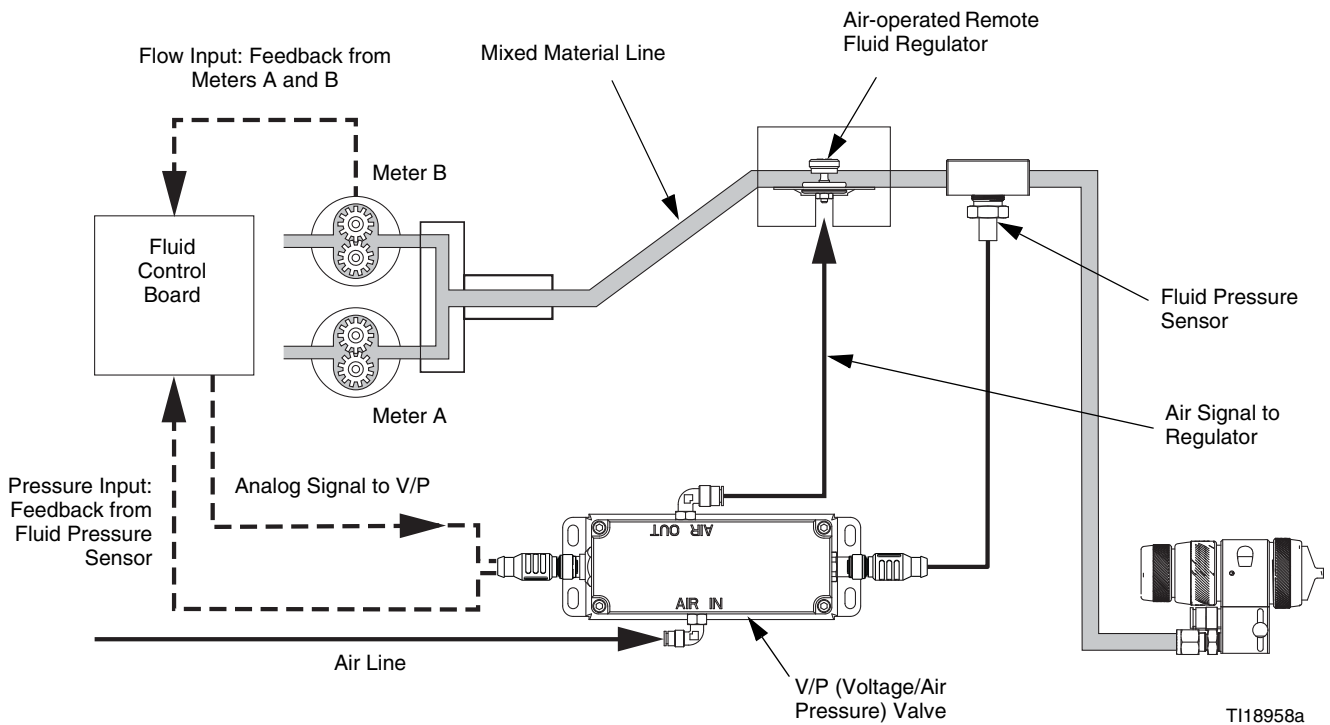 Air-operated Remote
Fluid Regulator
Mixed Material Line
Flow Input: Feedback from
Meters A and B
Meter B
Fluid
Control
Board
Fluid Pressure
Sensor
Meter A
Air Signal to
Regulator
Pressure Input:
Feedback from
Fluid Pressure
Sensor
Analog Signal to V/P
AIR OUT
AIR IN
Air Line
V/P (Voltage/Air
Pressure) Valve
TI18958a